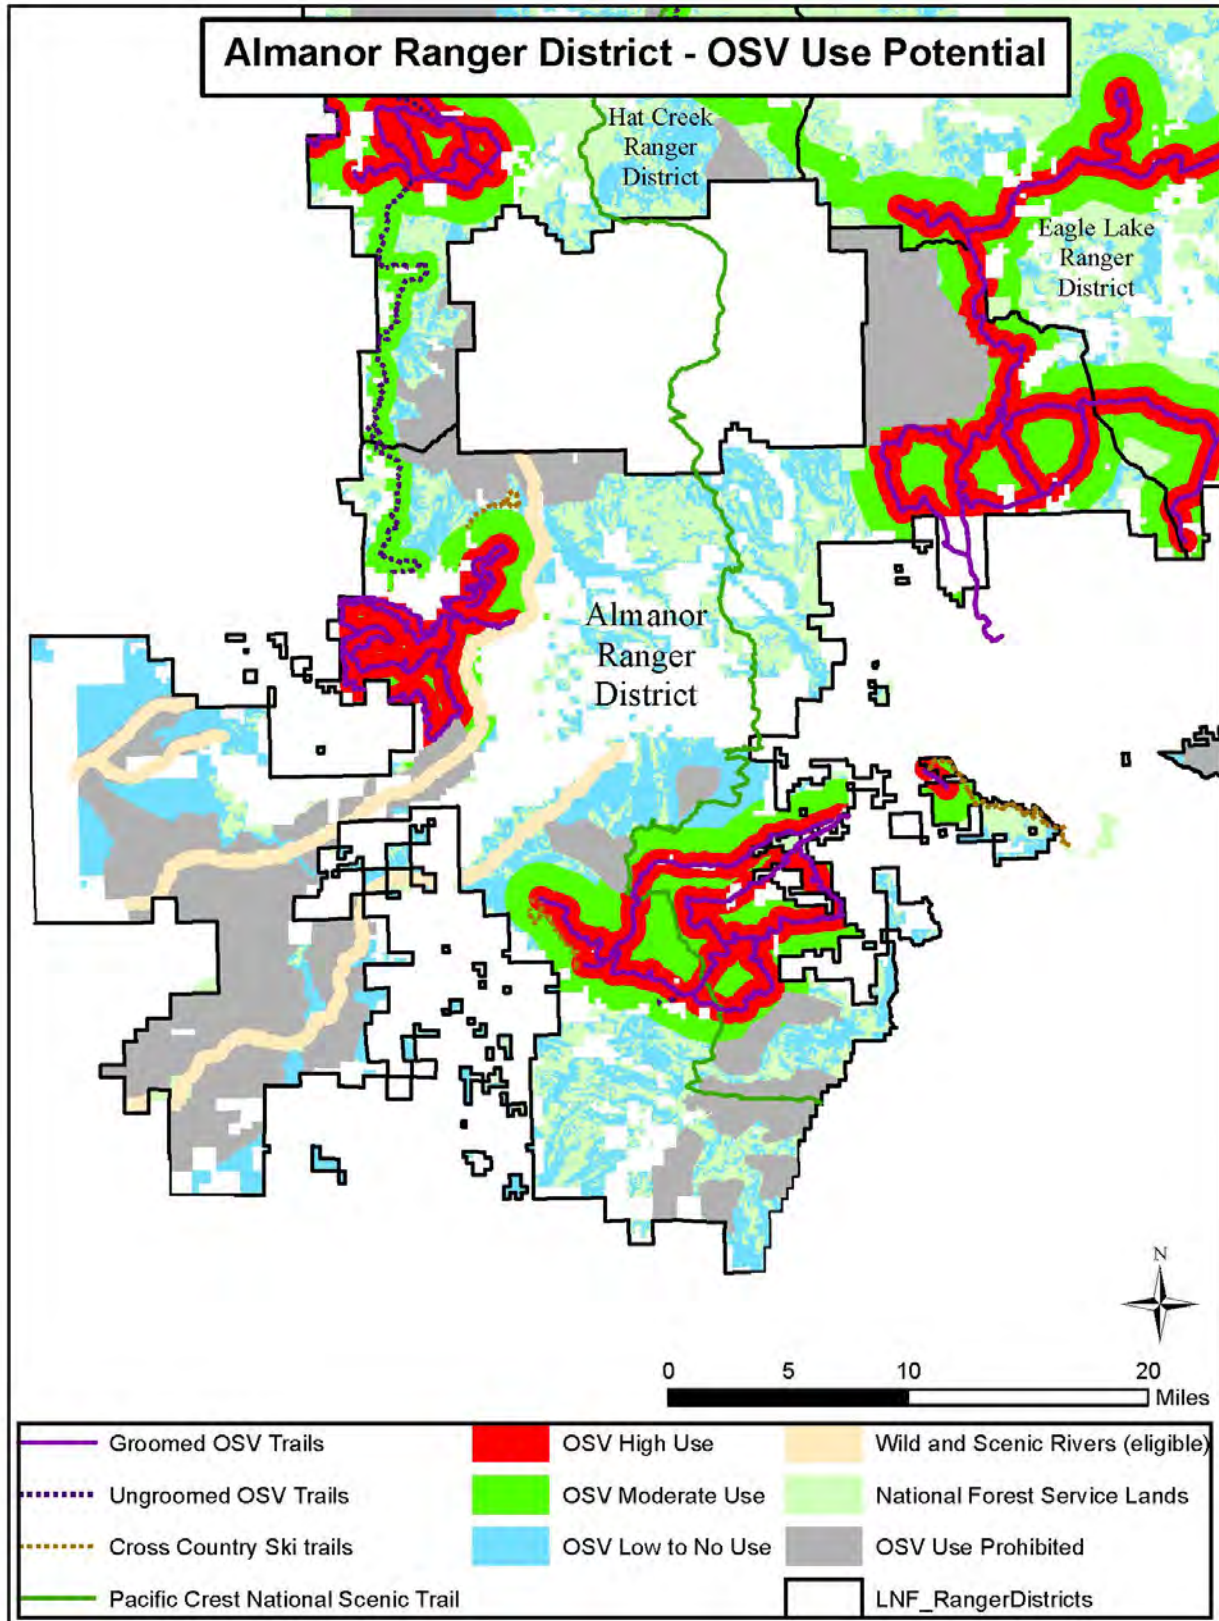 Almanor Ranger District - OSV Use Potential
Hat Creek
Ranger
District
Eagle Lake
Ranger
District
Almanor
Ranger
District
N
0 5 10 20
Miles
Groomed OSV Trails
Ungroomed OSV Trails
Cross Country Ski trails
Pacific Crest National Scenic Trail
OSV High Use
OSV Moderate Use
OSV Low to No Use
Wild and Scenic Rivers (eligible)
National Forest Service Lands
OSV Use Prohibited
LNF_RangerDistricts